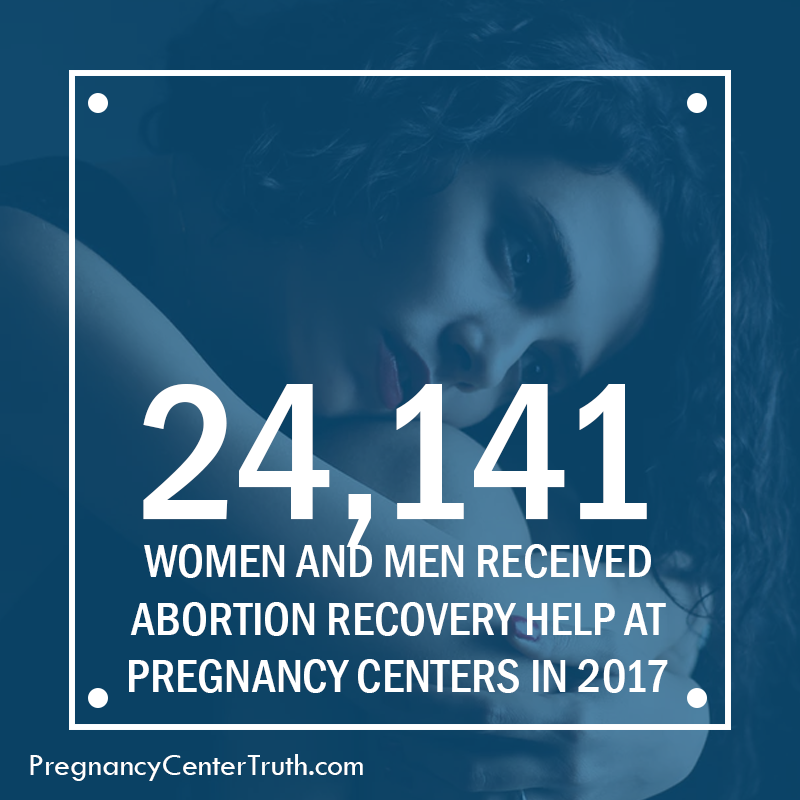 24,141
WOMEN AND MEN RECEIVED
ABORTION RECOVERY HELP AT
PREGNANCY CENTERS IN 2017
PregnancyCenterTruth.com